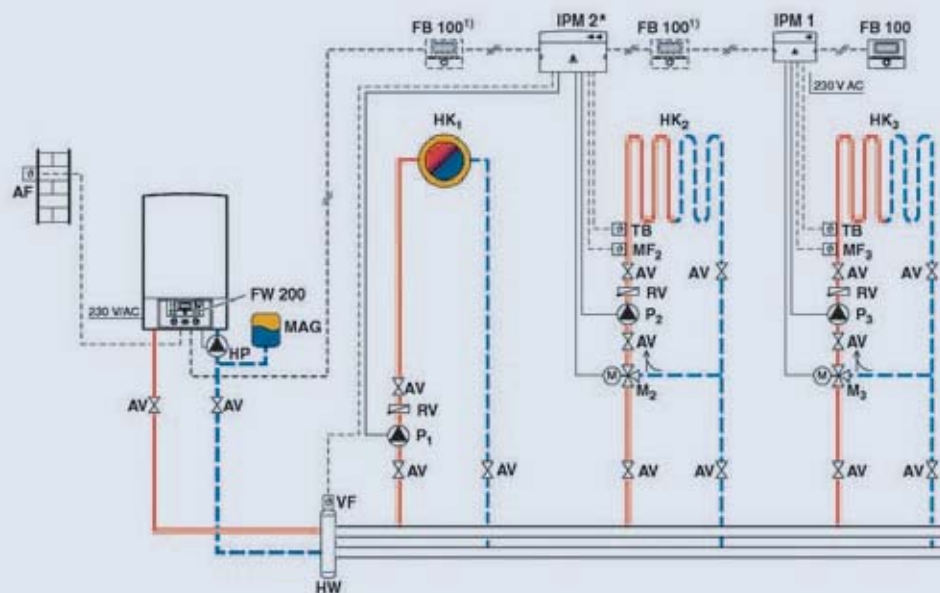 FB 100¹⁾
IPM 2*
FB 100¹⁾
IPM 1
FB 100
230 V AC
HK₁
HK₂
HK₃
AF
TB
MF₂
TB
MF₃
AV
AV
AV
AV
RV
RV
FW 200
230 V/AC
MAG
P₂
P₃
HP
AV
AV
M
M₂
M
M₃
AV
AV
AV
RV
P₁
AV
AV
AV
AV
AV
AV
VF
HW